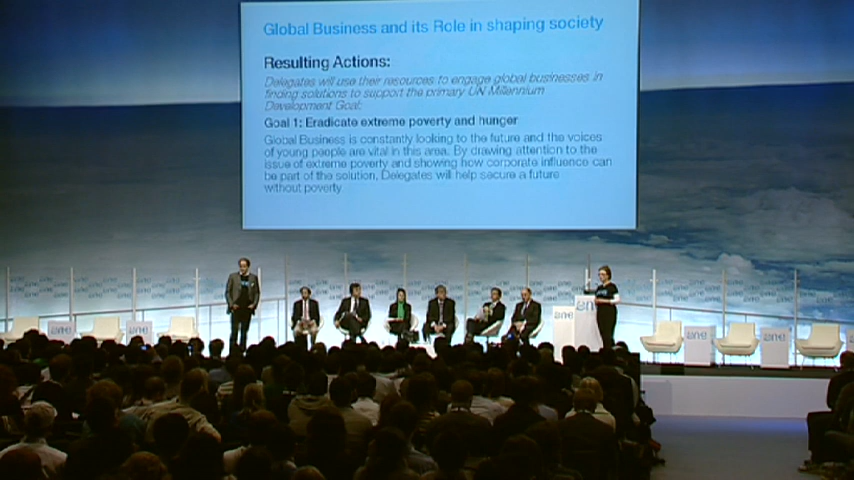 Global Business and its Role in shaping society
Resulting Actions:
Delegates will use their resources to engage global businesses in
finding solutions to support the primary UN Millennium
Development Goal:
Goal 1: Eradicate extreme poverty and hunger
Global Business is constantly looking to the future and the voices
of young people are vital in this area. By drawing attention to the
issue of extreme poverty and showing how corporate influence can
be part of the solution, Delegates will help secure a future
without poverty.